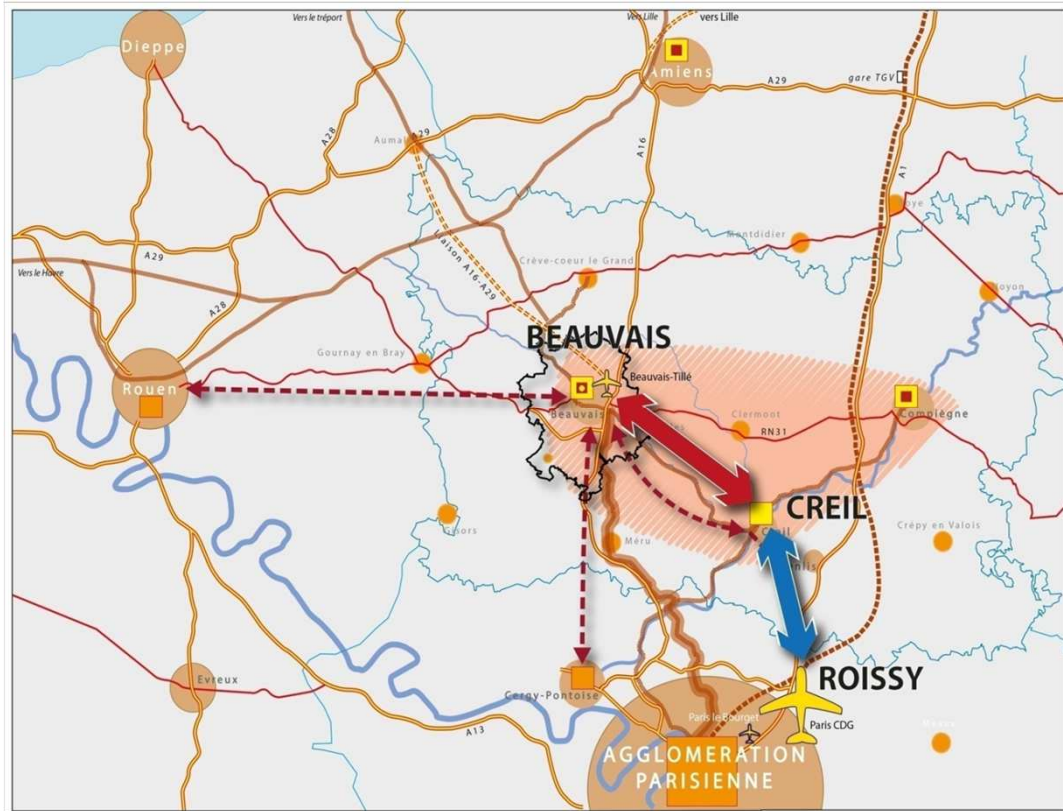 Vers le tréport
Vers Lille
vers Lille
Dieppe
Amiens
A29
gare TGV
A28
A29
A16
A1
Montdidier
Liaison A16-A29
A29
Vers le Havre
Crève-coeur le Grand
A28
BEAUVAIS
Gournay en Bray
Beauvais-Tillé
Rouen
Beauvais
Clermont
Compiègne
RN31
CREIL
Creil
Crépy en Valois
Gisors
Méru
ROISSY
Evreux
Cergy-Pontoise
Paris le Bourget
Paris CDG
A13
AGGLOMERATION
PARISIENNE